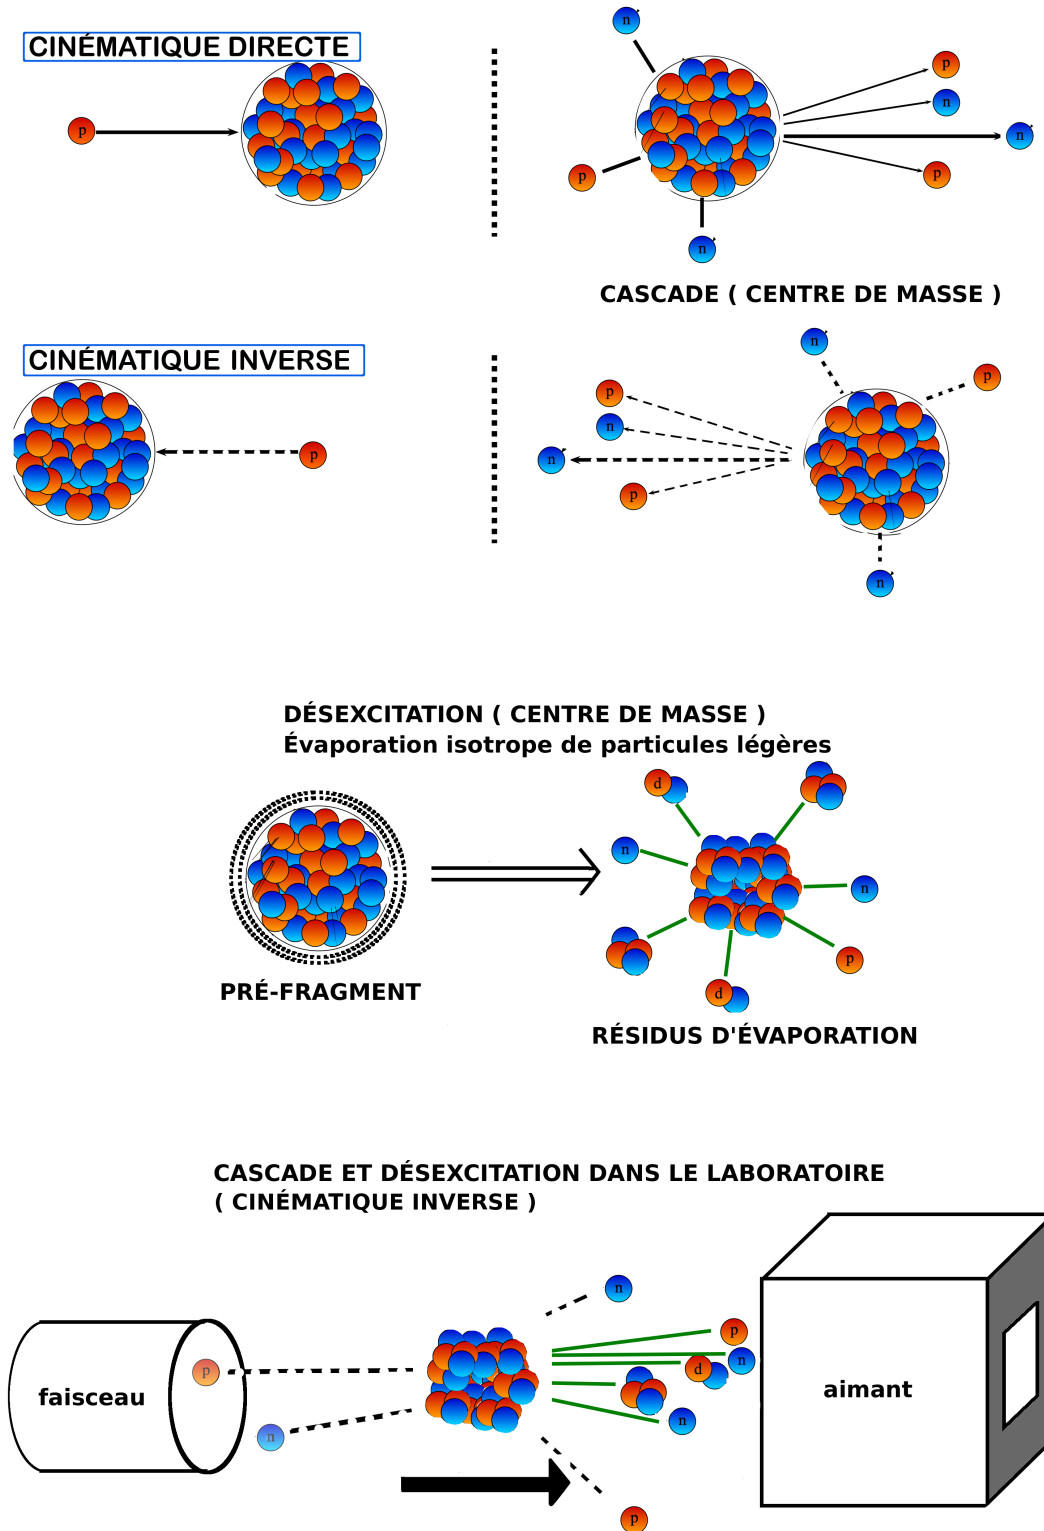 CINÉMATIQUE DIRECTE
n
p
p
n
n
p
p
n
CASCADE ( CENTRE DE MASSE )
CINÉMATIQUE INVERSE
n
p
p
n
n
p
p
n
DÉSEXCITATION ( CENTRE DE MASSE )
Évaporation isotrope de particules légères
d
n
n
p
d
PRÉ-FRAGMENT
RÉSIDUS D'ÉVAPORATION
CASCADE ET DÉSEXCITATION DANS LE LABORATOIRE
( CINÉMATIQUE INVERSE )
n
p
n
p
d
faisceau
aimant
n
n
p